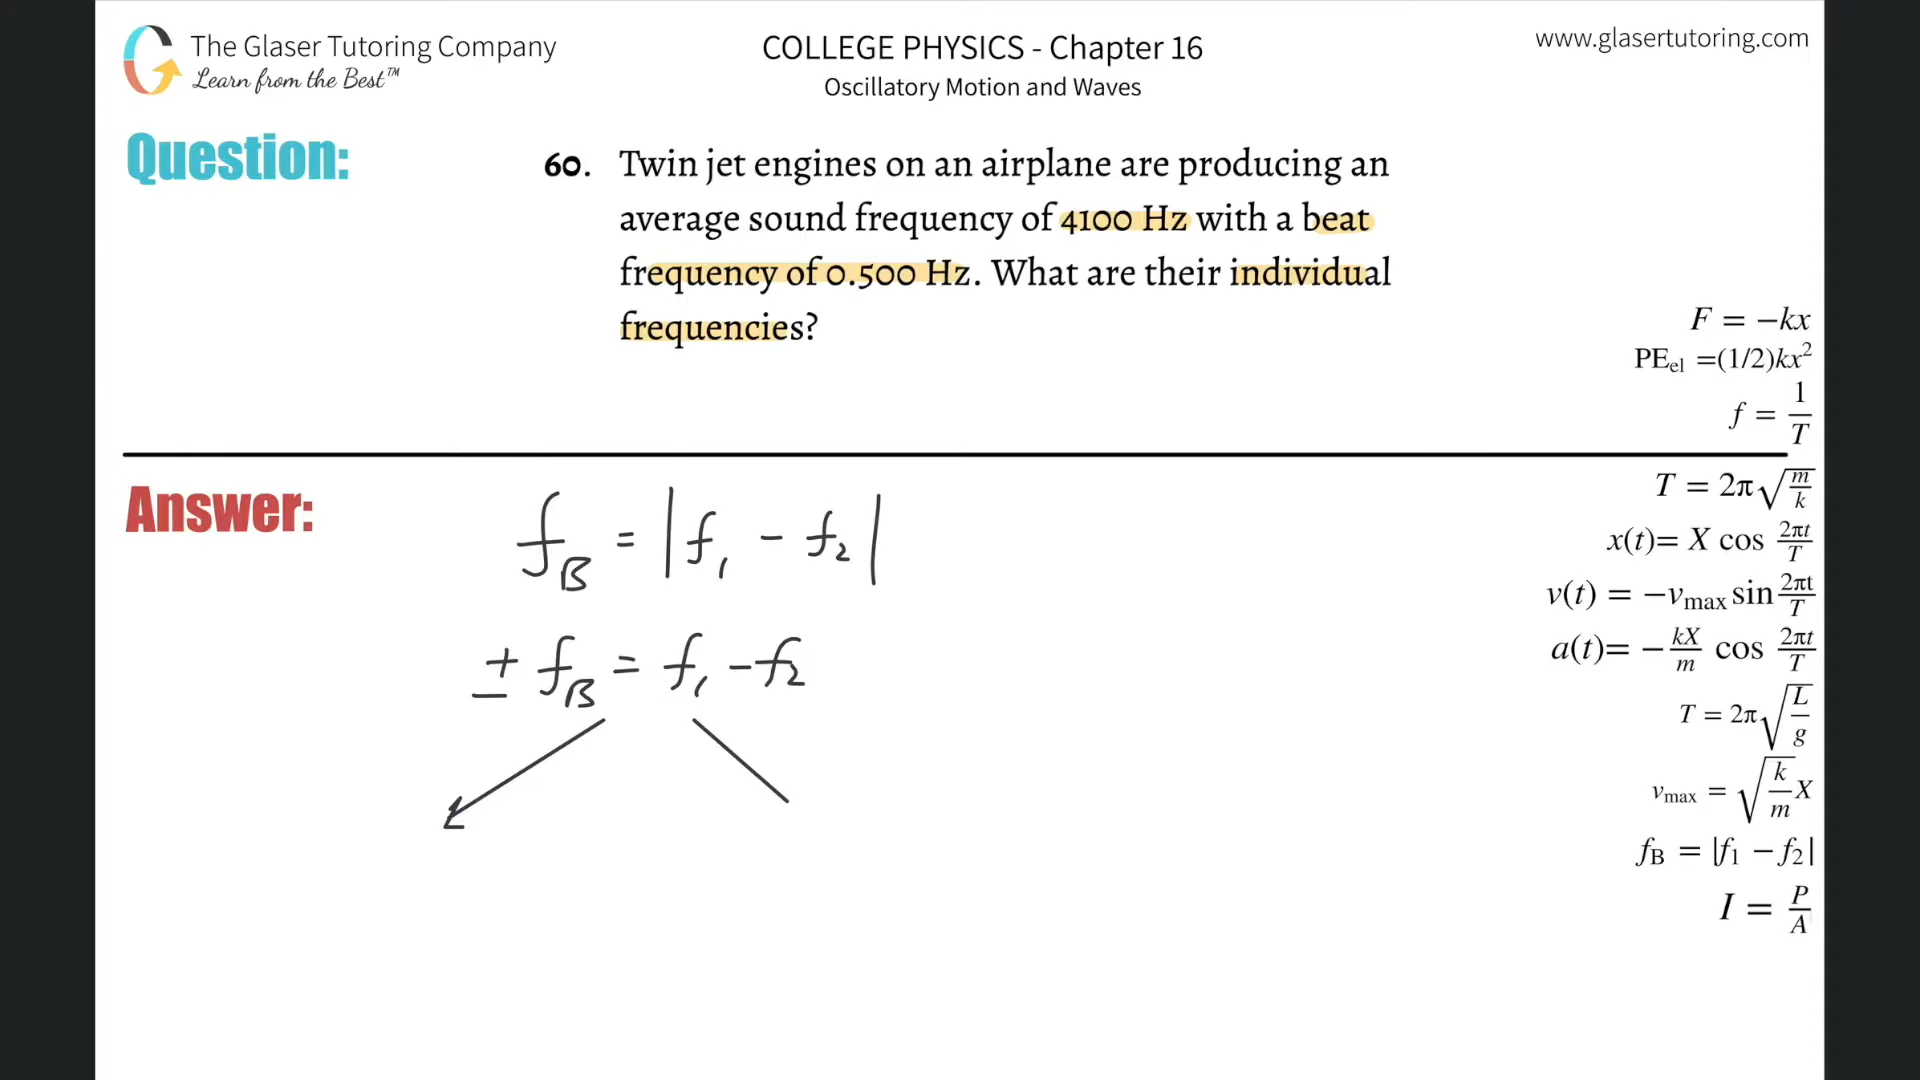 The Glaser Tutoring Company
Learn from the Best™
COLLEGE PHYSICS - Chapter 16
Oscillatory Motion and Waves
www.glasertutoring.com
Question:
60. Twin jet engines on an airplane are producing an
average sound frequency of 4100 Hz with a beat
frequency of 0.500 Hz. What are their individual
frequencies?
F = −kx
PEel =(1/2)kx²
f = 1/T
Answer:
fB = |f₁ - f₂|
± fB = f₁ - f₂
T = 2π√(m/k)
x(t)= X cos 2πt/T
v(t) = −vmax sin 2πt/T
a(t)= −kX/m cos 2πt/T
T = 2π√(L/g)
vmax = √(k/m) X
fB = |f₁ − f₂|
I = P/A